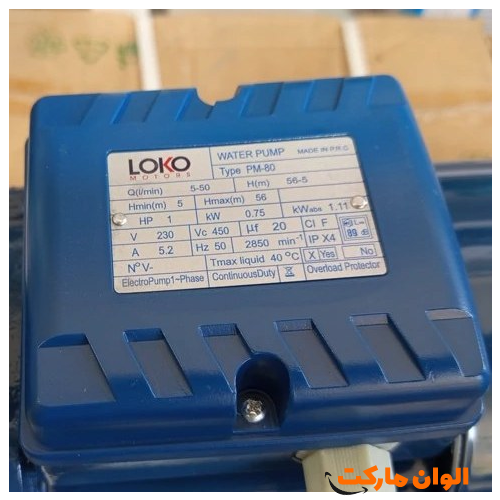 LOKO
MOTORS
WATER PUMP MADE IN P.R.C
Type PM-80
Q(l/min) 5-50 H(m) 56-5
Hmin(m) 5 Hmax(m) 56
HP 1 kW 0.75 kWabs 1.11
V 230 Vc 450 µf 20 Cl F
A 5.2 Hz 50 2850 min⁻¹ IP X4
N°V- Tmax liquid 40 °C X Yes No
ElectroPump1~Phase ContinuousDuty Overload Protector
الوان مارکت